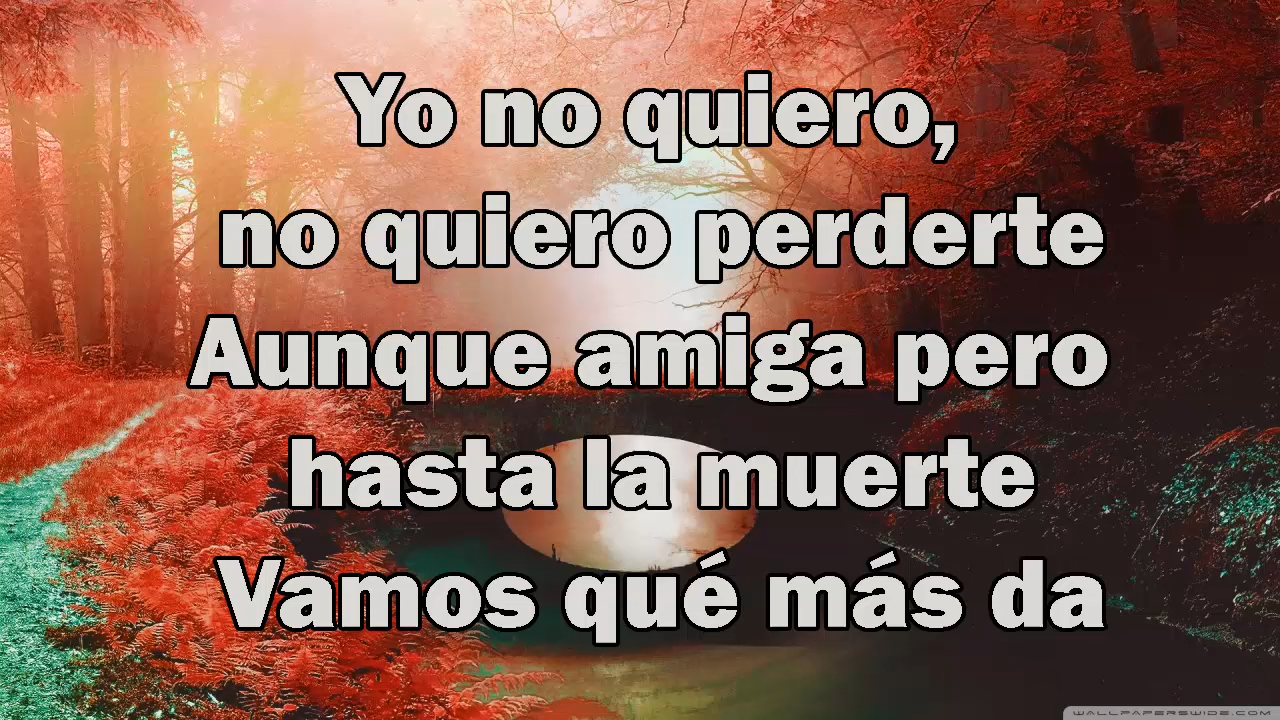 Yo no quiero,
no quiero perderte
Aunque amiga pero
hasta la muerte
Vamos qué más da
WALLPAPERSWIDE.COM